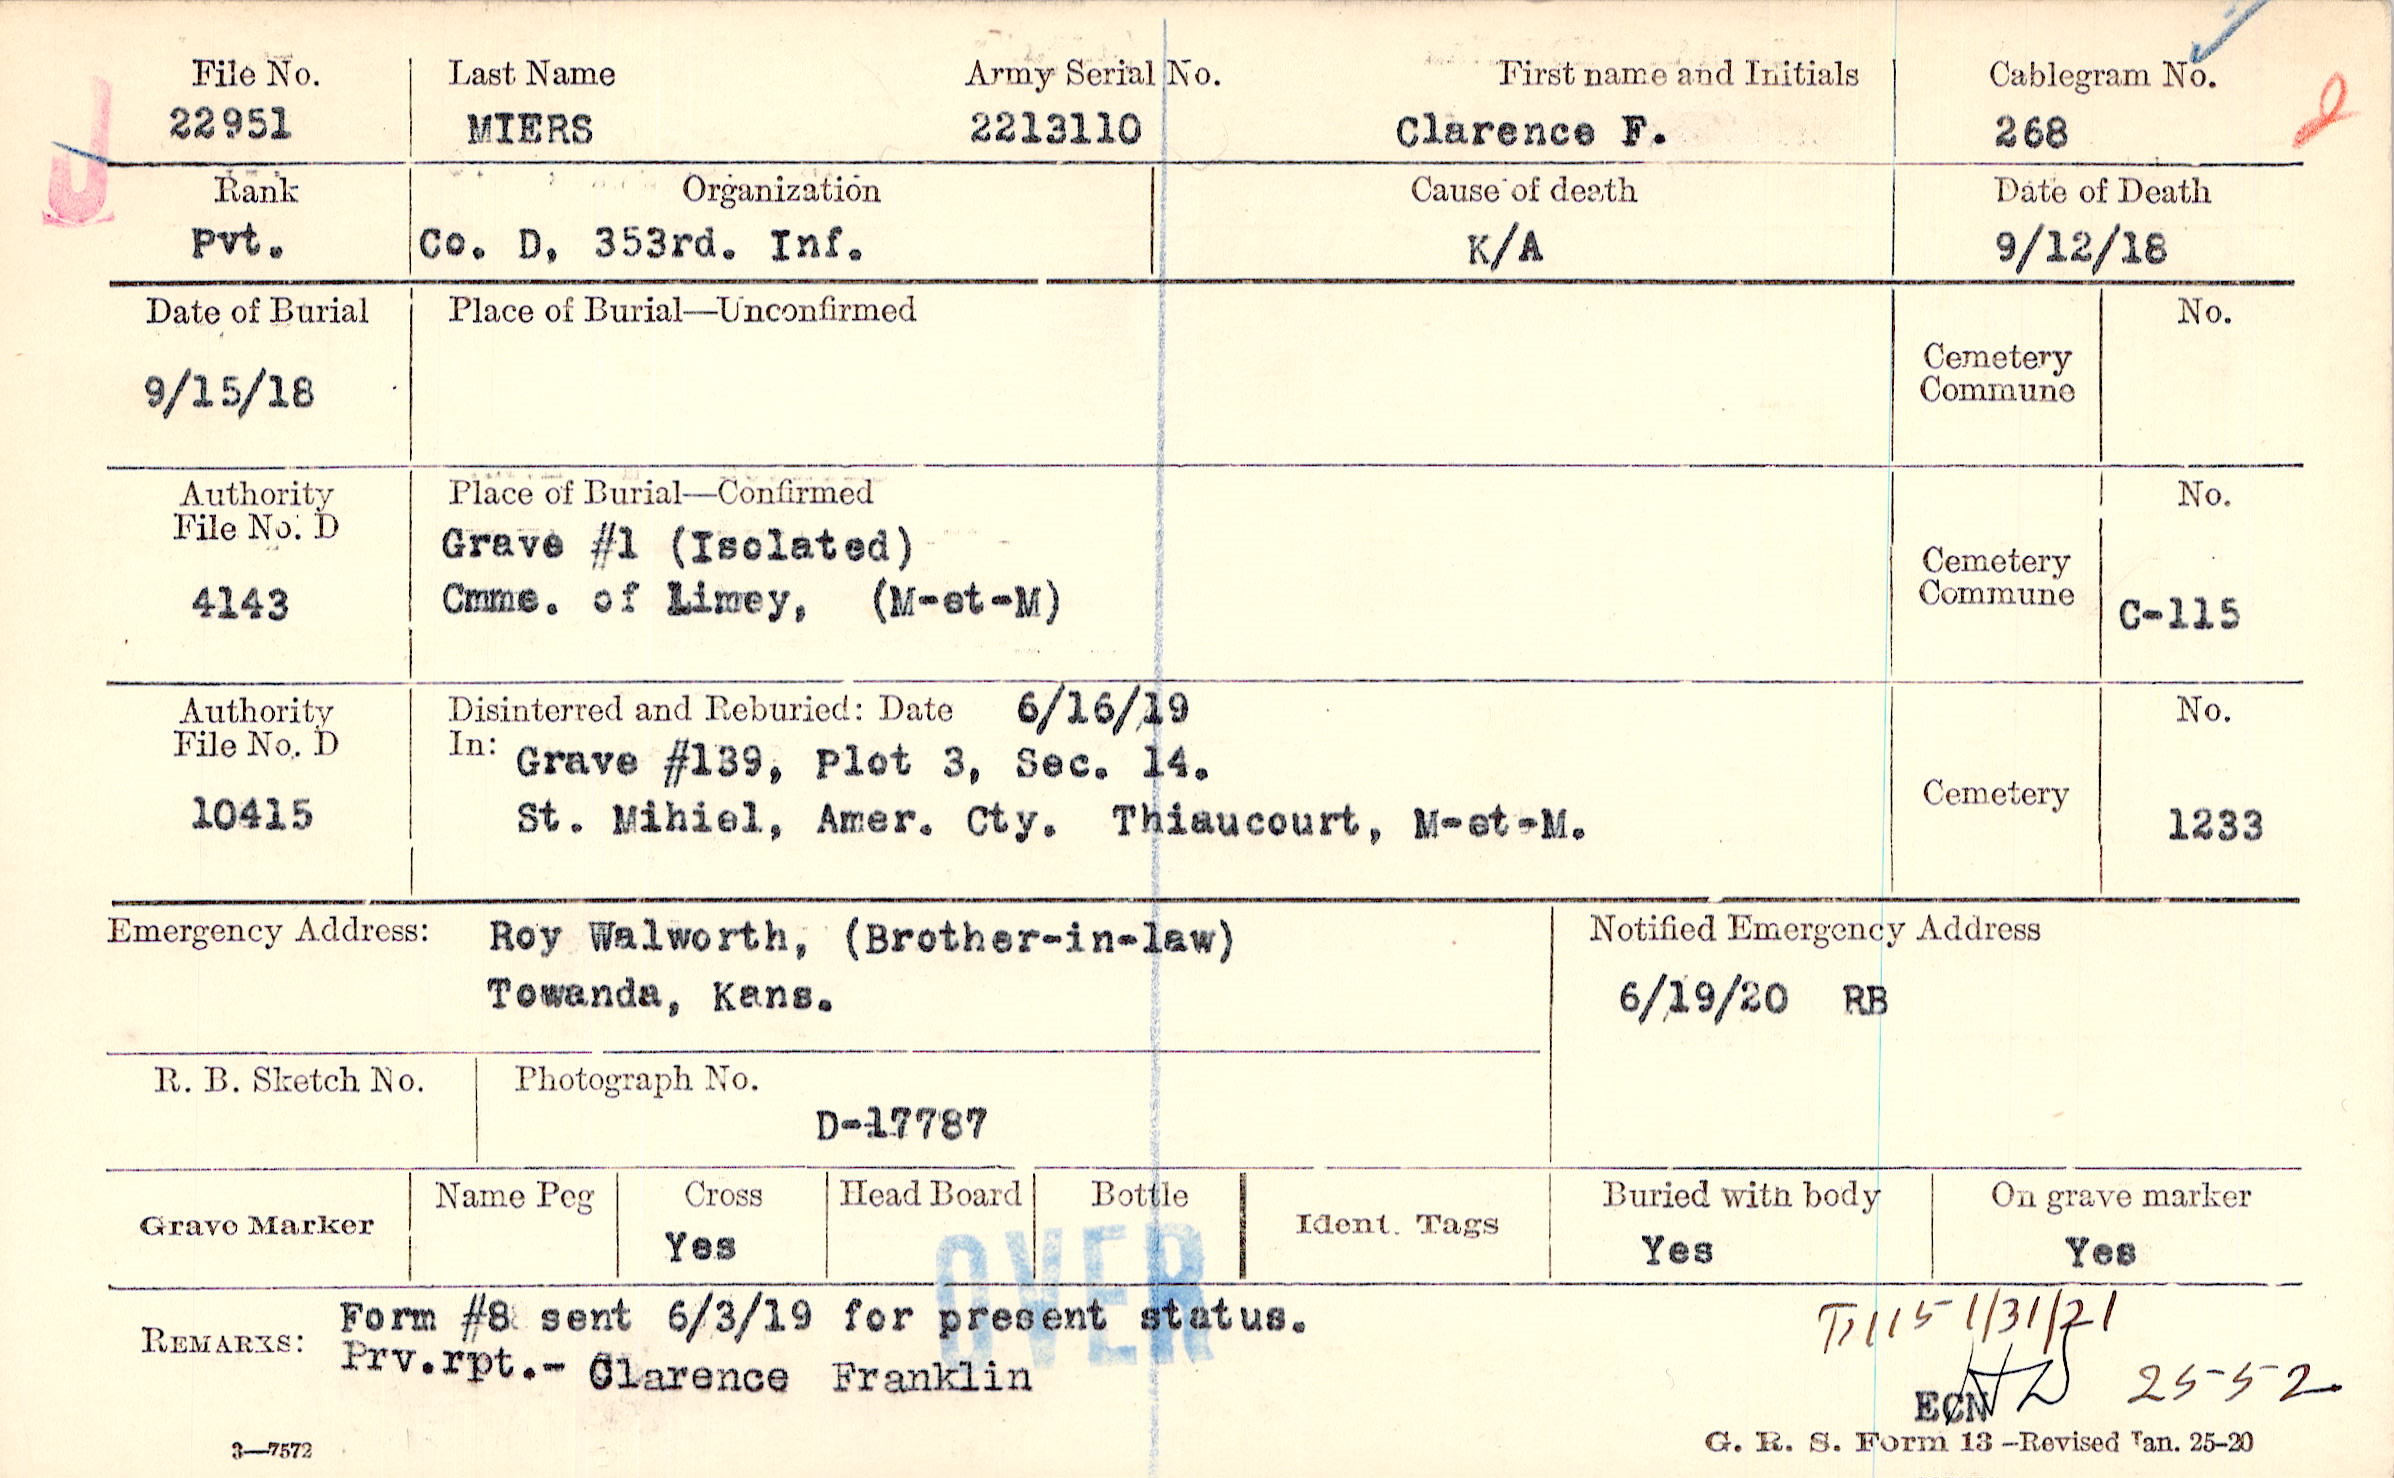 File No. Last Name Army Serial No. First name and Initials Cablegram No.
22951 MIERS 2213110 Clarence F. 268
Rank Organization Cause of death Date of Death
Pvt. Co. D, 353rd. Inf. K/A 9/12/18
Date of Burial Place of Burial—Unconfirmed No.
9/15/18 Cemetery
Commune
Authority Place of Burial—Confirmed No.
File No. D Grave #1 (Isolated)
4143 Cmme. of Limey, (M-et-M) Cemetery
Commune C-115
Authority Disinterred and Reburied: Date 6/16/19 No.
File No. D In: Grave #139, Plot 3, Sec. 14.
10415 St. Mihiel, Amer. Cty. Thiaucourt, M-et-M. Cemetery 1233
Emergency Address: Roy Walworth, (Brother-in-law) Notified Emergency Address
Towanda, Kans. 6/19/20 RB
R. B. Sketch No. Photograph No.
D-17787
Grave Marker Name Peg Cross Head Board Bottle Ident. Tags Buried with body On grave marker
Yes Yes Yes
OVER
REMARKS: Form #8 sent 6/3/19 for present status. 1/31/21
Prv.rpt.- Clarence Franklin
ECN 25-52
3—7572 G. R. S. Form 13 —Revised Jan. 25-20